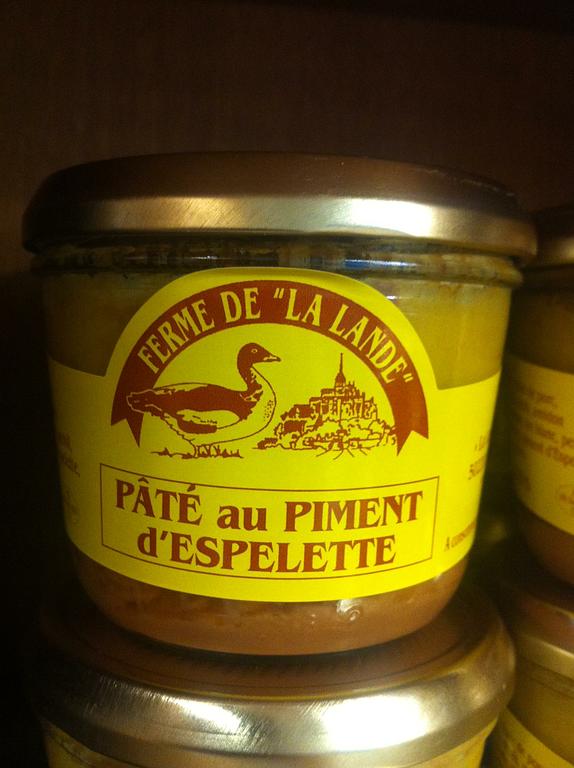 FERME DE "LA LANDE"
PÂTÉ au PIMENT
d'ESPELETTE